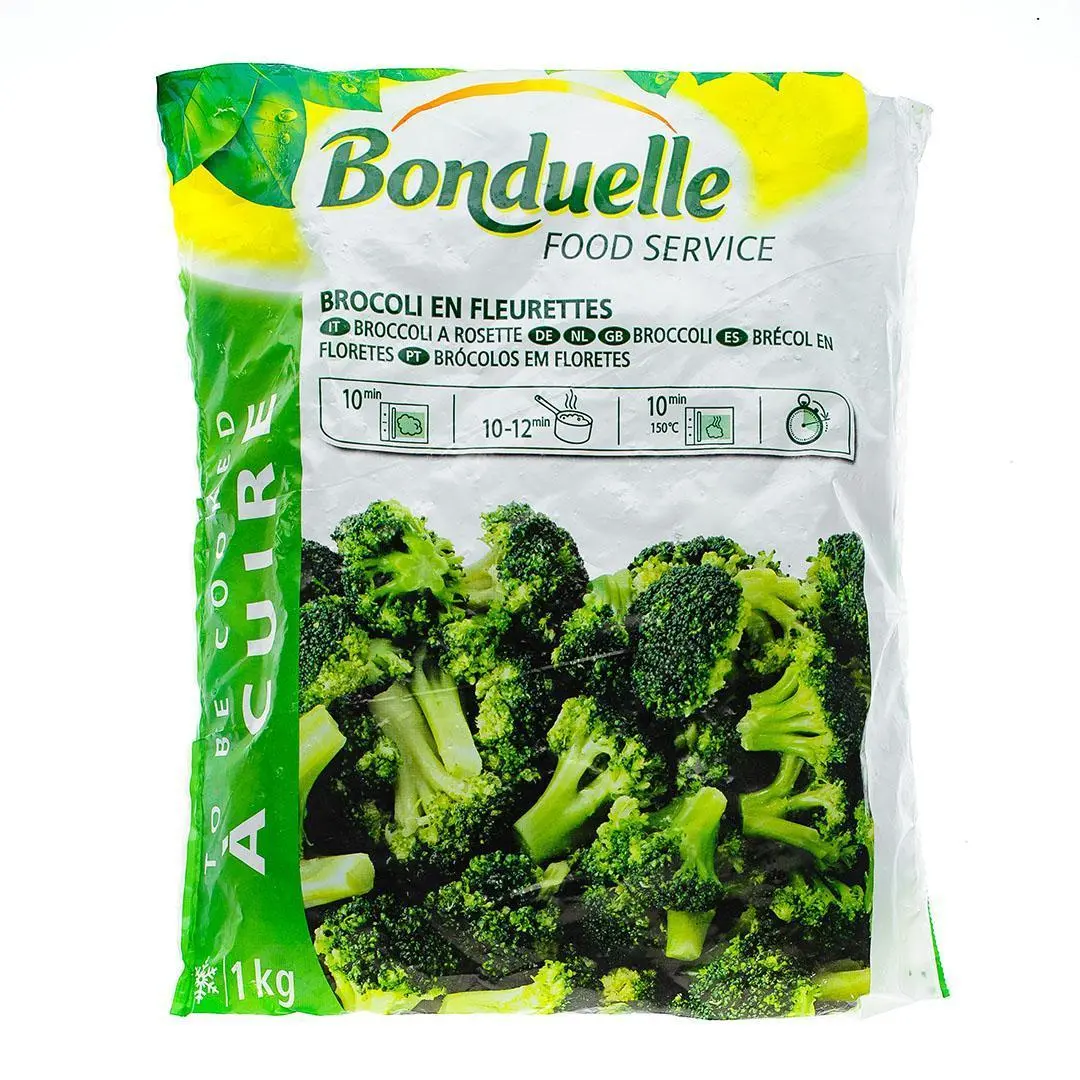 Bonduelle
FOOD SERVICE
BROCOLI EN FLEURETTES
IT BROCCOLI A ROSETTE DE NL GB BROCCOLI ES BRÉCOL EN
FLORETES PT BRÓCOLOS EM FLORETES
10 min
10-12 min
10 min
150°C
TO BE COOKED
À CUIRE
1 kg